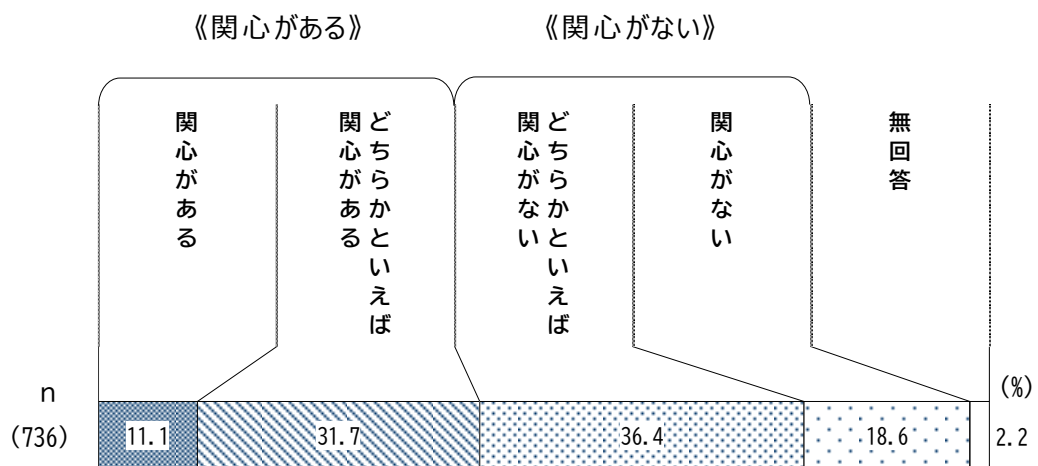 《関心がある》
《関心がない》
関心がある
どちらかといえば
関心がある
どちらかといえば
関心がない
関心がない
無回答
n
(%)
(736)
11.1
31.7
36.4
18.6
2.2